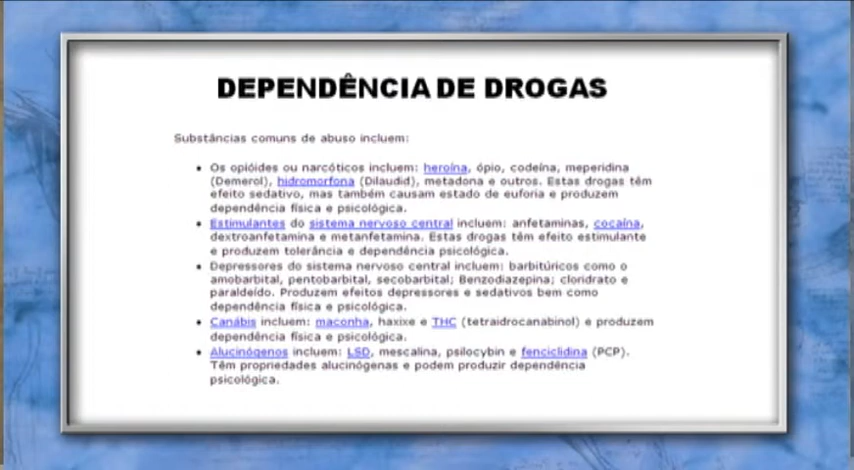 DEPENDÊNCIA DE DROGAS
Substâncias comuns de abuso incluem:
• Os opióides ou narcóticos incluem: heroína, ópio, codeína, meperidina
(Demerol), hidromorfona (Dilaudid), metadona e outros. Estas drogas têm
efeito sedativo, mas também causam estado de euforia e produzem
dependência física e psicológica.
• Estimulantes do sistema nervoso central incluem: anfetaminas, cocaína,
dextroanfetamina e metanfetamina. Estas drogas têm efeito estimulante
e produzem tolerância e dependência psicológica.
• Depressores do sistema nervoso central incluem: barbitúricos como o
amobarbital, pentobarbital, secobarbital; Benzodiazepina; cloridrato e
paraldeído. Produzem efeitos depressores e sedativos bem como
dependência física e psicológica.
• Canábis incluem: maconha, haxixe e THC (tetraidrocanabinol) e produzem
dependência física e psicológica.
• Alucinógenos incluem: LSD, mescalina, psilocybin e fenciclidina (PCP).
Têm propriedades alucinógenas e podem produzir dependência
psicológica.